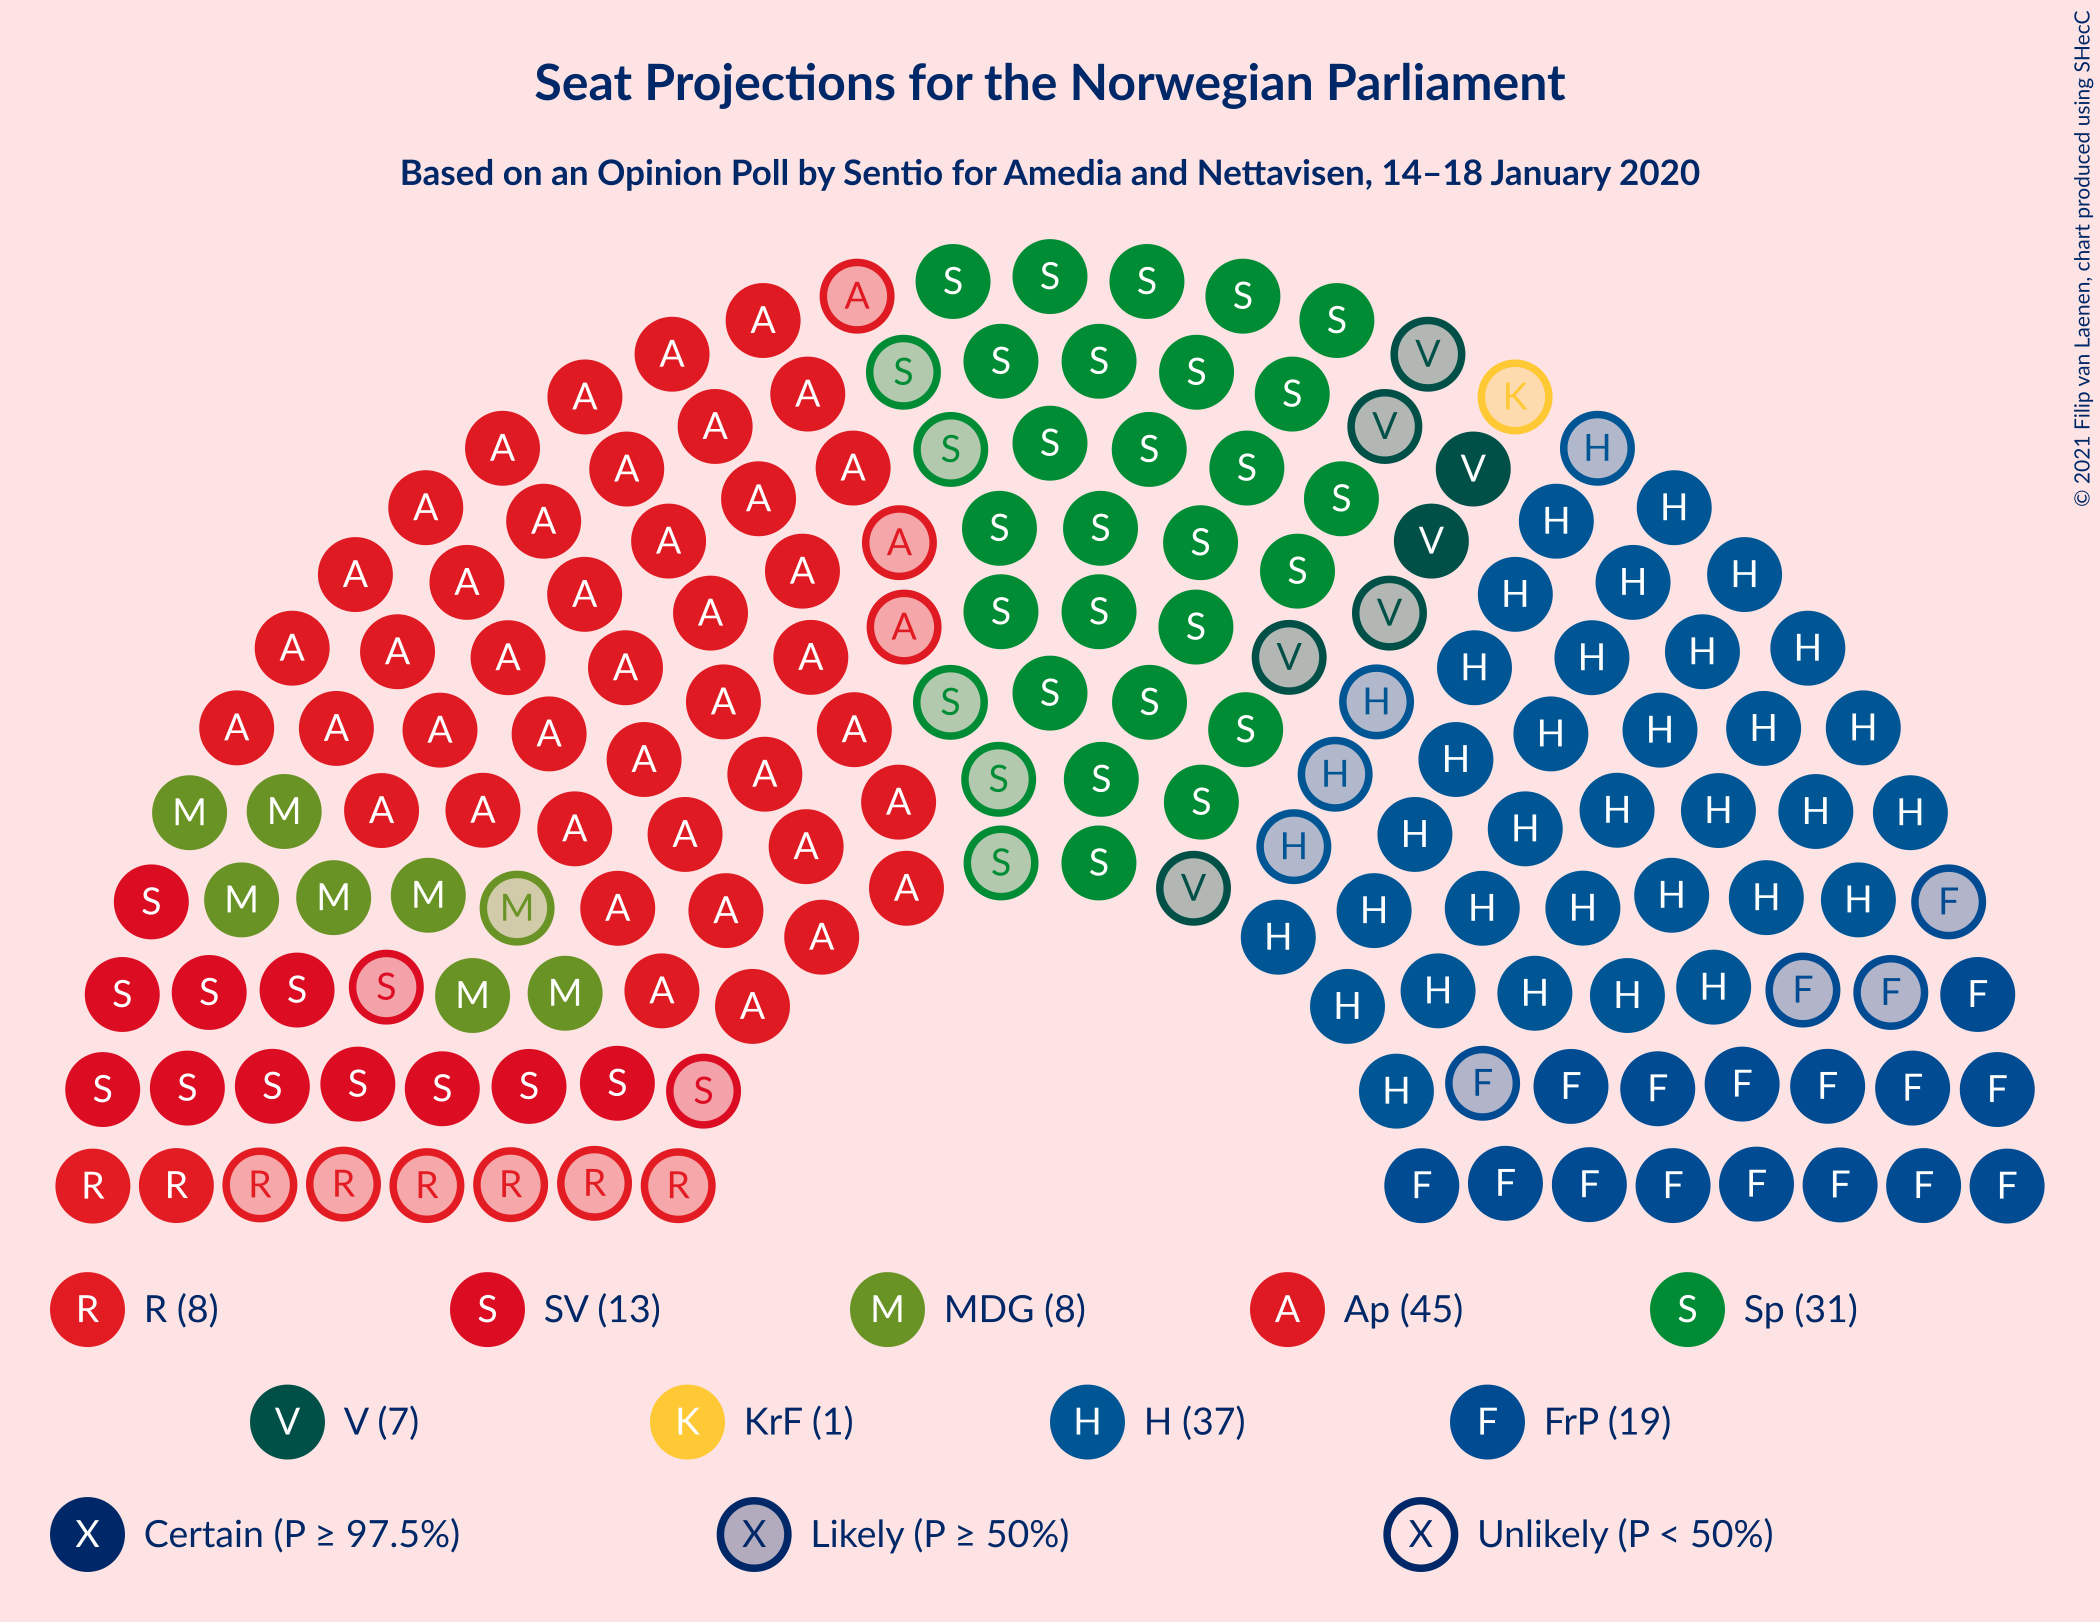 Seat Projections for the Norwegian Parliament
Based on an Opinion Poll by Sentio for Amedia and Nettavisen, 14–18 January 2020
© 2021 Filip van Laenen, chart produced using SHecC
S S S S S
A A V
A K
A S S S S S H
A A S V H
A A S S S S V H
A A S V H
A A A S S S S V H
A A A A S S S V H H
A A A A V H H H
A A A A A S S S S H H H H
A A A A A A S S S H H H H H
M M A A A A A S S V H H H H H H H
S M M M M A A A H H H H H H H H F
S S S S M M A A H H H H H F F F
S S S S S S S S H F F F F F F F
R R R R R R R R F F F F F F F F
R R (8) S SV (13) M MDG (8) A Ap (45) S Sp (31)
V V (7) K KrF (1) H H (37) F FrP (19)
X Certain (P ≥ 97.5%) X Likely (P ≥ 50%) X Unlikely (P < 50%)